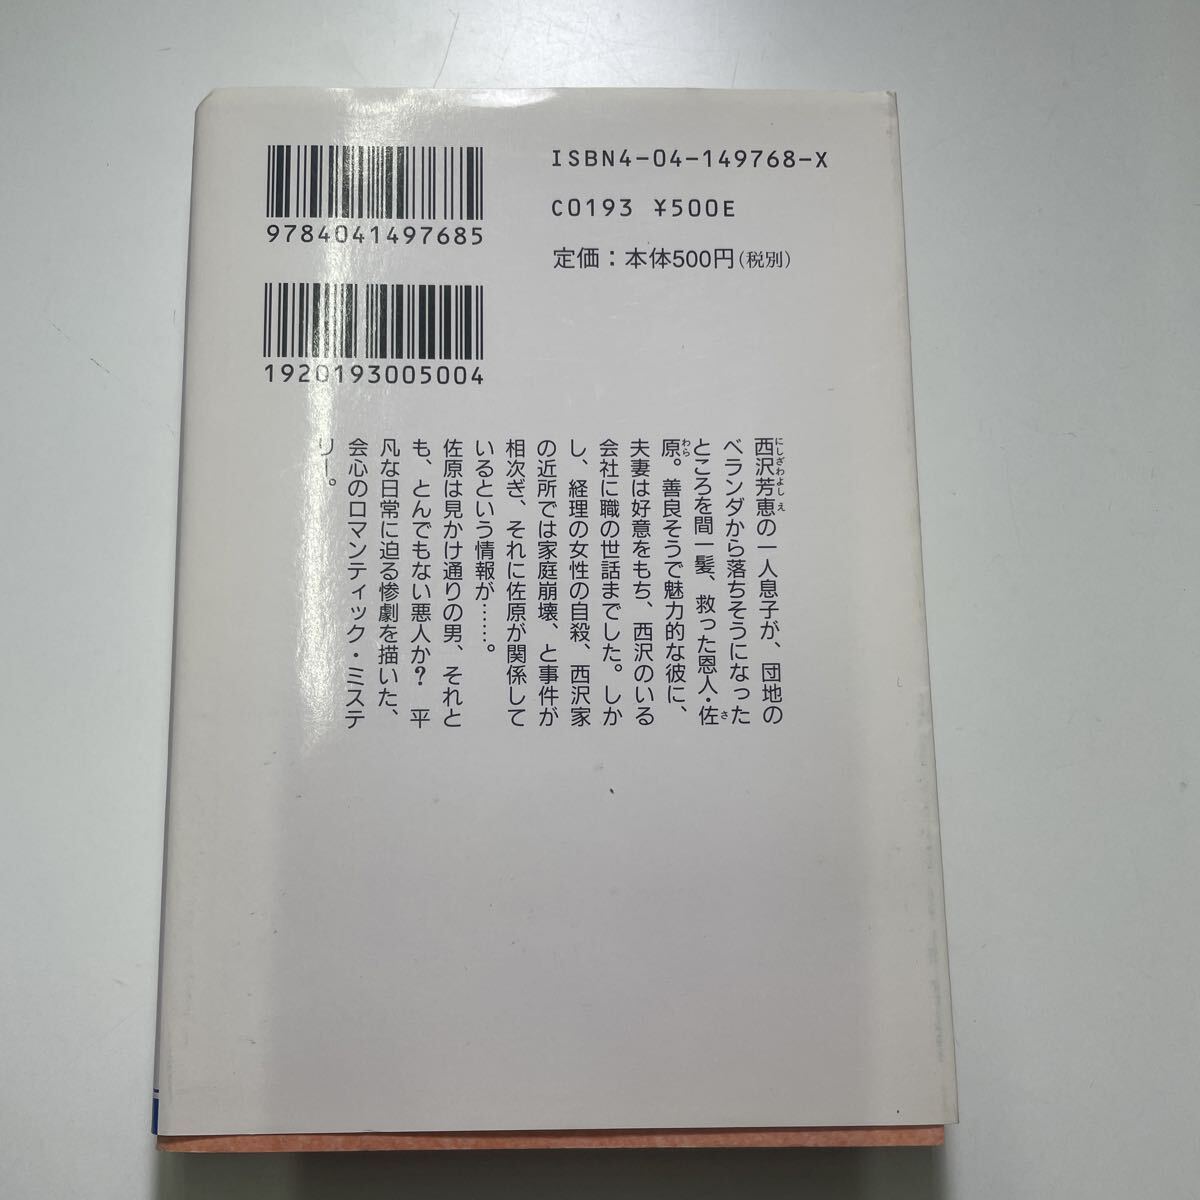 9784041497685
ISBN4-04-149768-X
C0193 ¥500E
定価：本体500円(税別)
1920193005004
西沢芳恵の一人息子が、団地の
ベランダから落ちそうになった
ところを間一髪、救った恩人・佐
原。善良そうで魅力的な彼に、
夫妻は好意をもち、西沢のいる
会社に職の世話までした。しか
し、経理の女性の自殺、西沢家
の近所では家庭崩壊、と事件が
相次ぎ、それに佐原が関係して
いるという情報が……。
佐原は見かけ通りの男、それと
も、とんでもない悪人か？　平
凡な日常に迫る惨劇を描いた、
会心のロマンティック・ミステ
リー。
にしざわよしえ
さ
わら